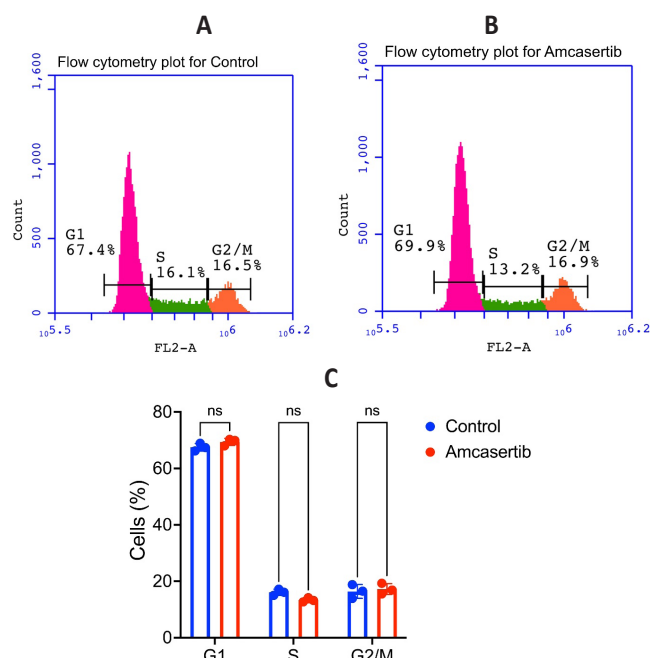 A
B
Flow cytometry plot for Control
Flow cytometry plot for Amcasertib
1,600
1,000
500
0
Count
G1
67.4%
S
16.1%
G2/M
16.5%
10^5.5
10^6
10^6.2
FL2-A
1,600
1,000
500
0
Count
G1
69.9%
S
13.2%
G2/M
16.9%
10^5.5
10^6
10^6.2
FL2-A
C
80
60
40
20
0
Cells (%)
ns
ns
ns
G1
S
G2/M
Control
Amcasertib